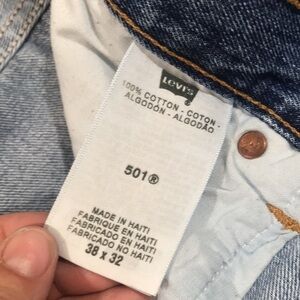 LEVI'S
100% COTTON - COTON
ALGODÓN - ALGODÃO
501®
MADE IN HAITI
FABRIQUE EN HAITI
FABRICADO EN HAITI
FABRICADO NO HAITI
38 x 32